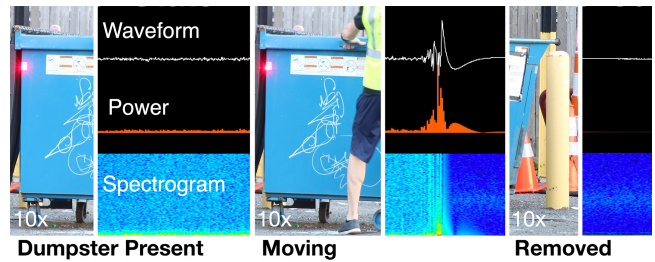 Waveform
Power
Spectrogram
10x
10x
10x
Dumpster Present
Moving
Removed